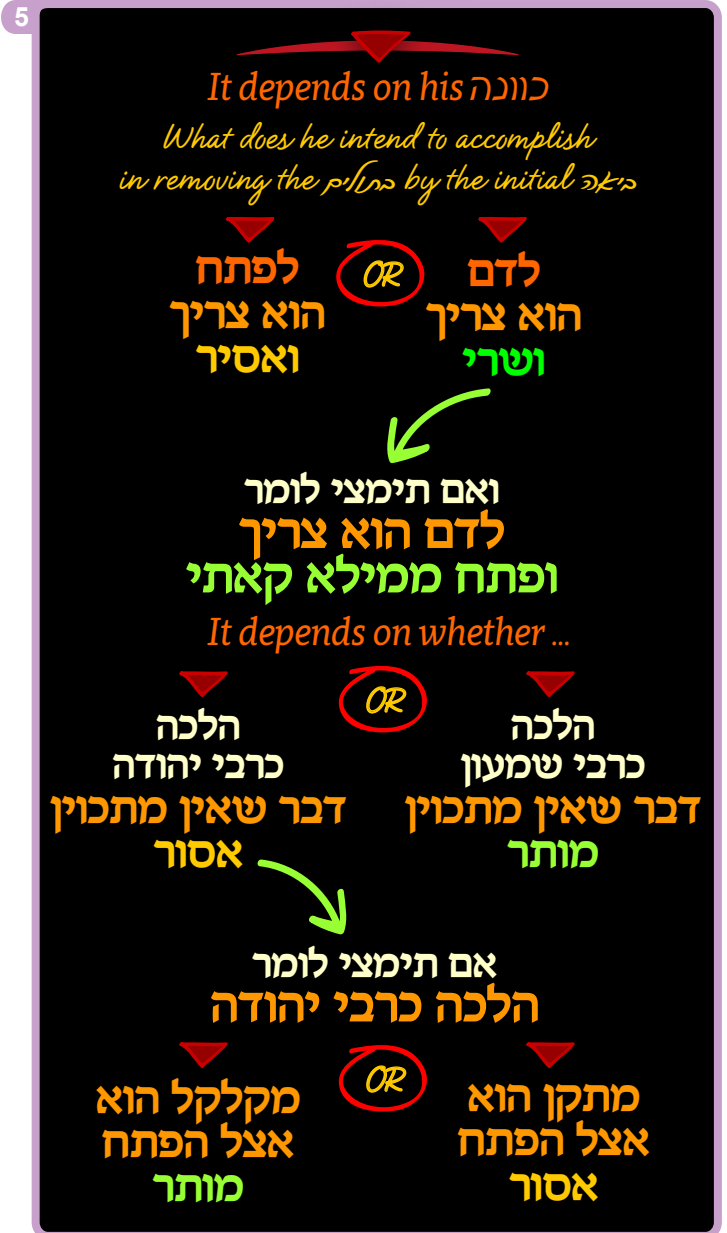 5
It depends on his כוונה
What does he intend to accomplish
in removing the בתולים by the initial ביאה
לדם
הוא צריך
ושרי
OR
לפתח
הוא צריך
ואסיר
ואם תימצי לומר
לדם הוא צריך
ופתח ממילא קאתי
It depends on whether ...
הלכה
כרבי שמעון
דבר שאין מתכוין
מותר
OR
הלכה
כרבי יהודה
דבר שאין מתכוין
אסור
אם תימצי לומר
הלכה כרבי יהודה
מתקן הוא
אצל הפתח
אסור
OR
מקלקל הוא
אצל הפתח
מותר